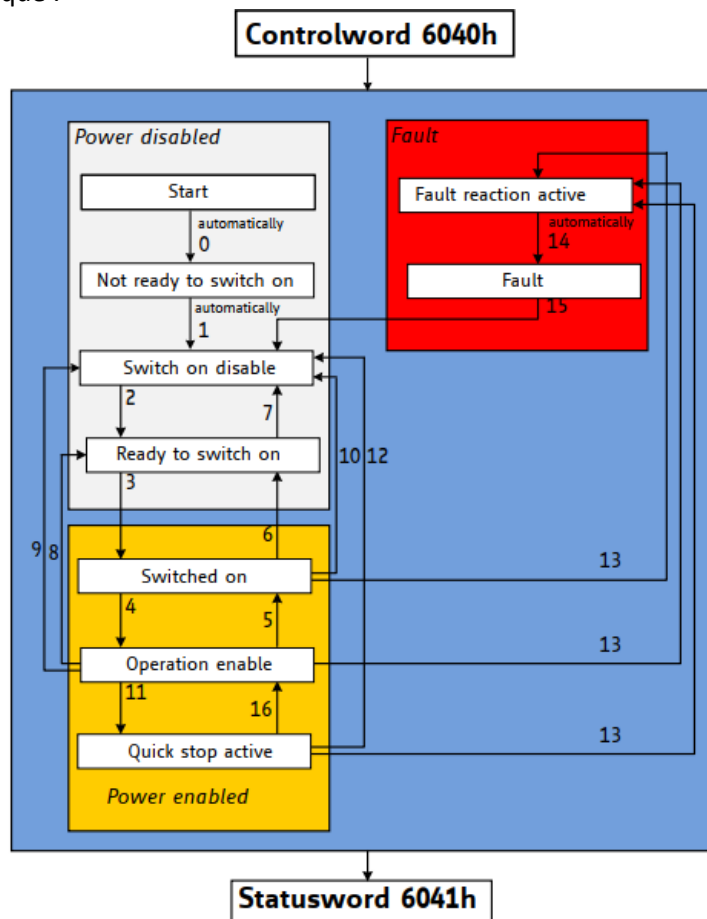 Controlword 6040h
Power disabled
Fault
Start
Fault reaction active
automatically
0
automatically
14
Not ready to switch on
Fault
automatically
1
15
Switch on disable
2
7
Ready to switch on
10
12
3
9
8
6
Switched on
13
4
5
Operation enable
13
11
16
Quick stop active
13
Power enabled
Statusword 6041h